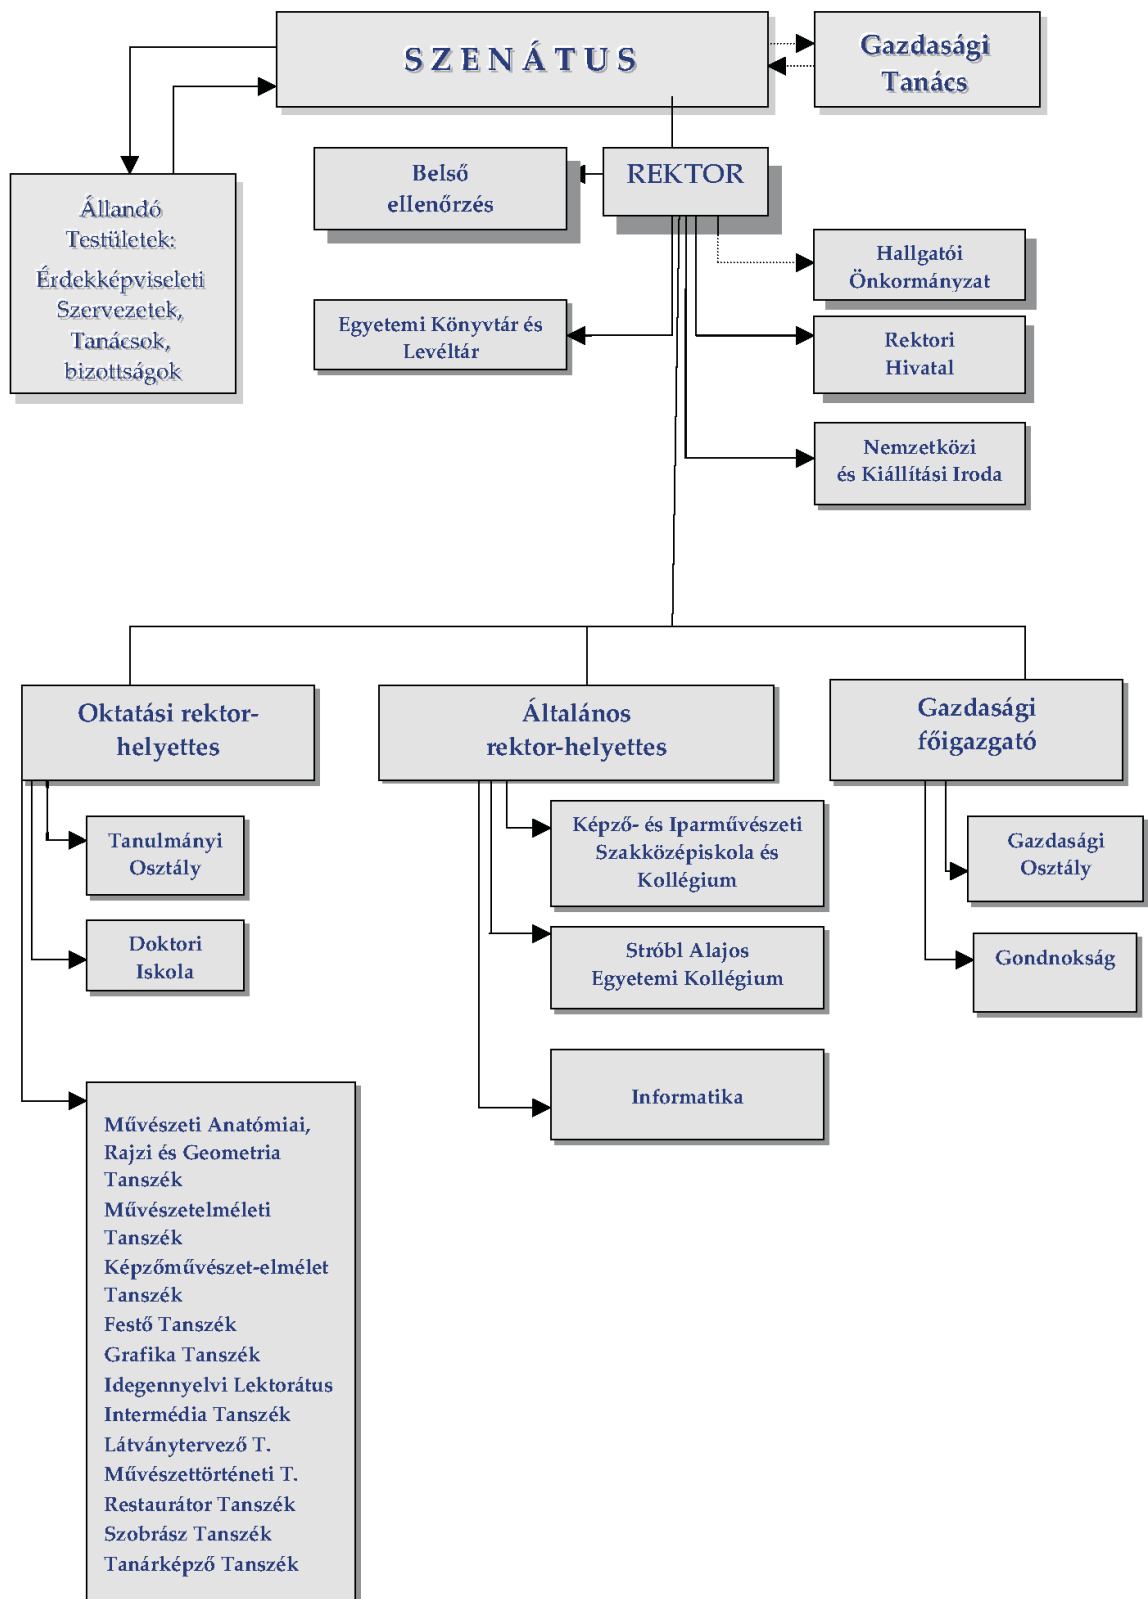 SZENÁTUS
Gazdasági
Tanács
Belső
ellenőrzés
REKTOR
Állandó
Testületek:
Érdekképviseleti
Szervezetek,
Tanácsok,
bizottságok
Hallgatói
Önkormányzat
Egyetemi Könyvtár és
Levéltár
Rektori
Hivatal
Nemzetközi
és Kiállítási Iroda
Oktatási rektor-
helyettes
Általános
rektor-helyettes
Gazdasági
főigazgató
Tanulmányi
Osztály
Doktori
Iskola
Képző- és Iparművészeti
Szakközépiskola és
Kollégium
Stróbl Alajos
Egyetemi Kollégium
Informatika
Gazdasági
Osztály
Gondnokság
Művészeti Anatómiai,
Rajzi és Geometria
Tanszék
Művészetelméleti
Tanszék
Képzőművészet-elmélet
Tanszék
Festő Tanszék
Grafika Tanszék
Idegennyelvi Lektorátus
Intermédia Tanszék
Látványtervező T.
Művészettörténeti T.
Restaurátor Tanszék
Szobrász Tanszék
Tanárképző Tanszék